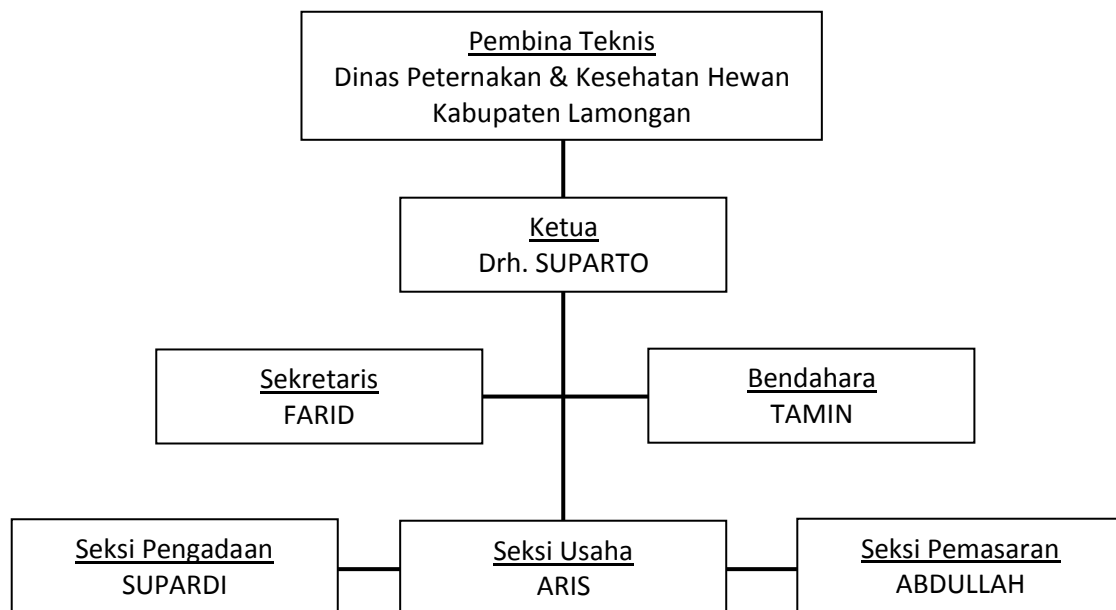 Pembina Teknis
Dinas Peternakan & Kesehatan Hewan
Kabupaten Lamongan
Ketua
Drh. SUPARTO
Sekretaris
FARID
Bendahara
TAMIN
Seksi Pengadaan
SUPARDI
Seksi Usaha
ARIS
Seksi Pemasaran
ABDULLAH